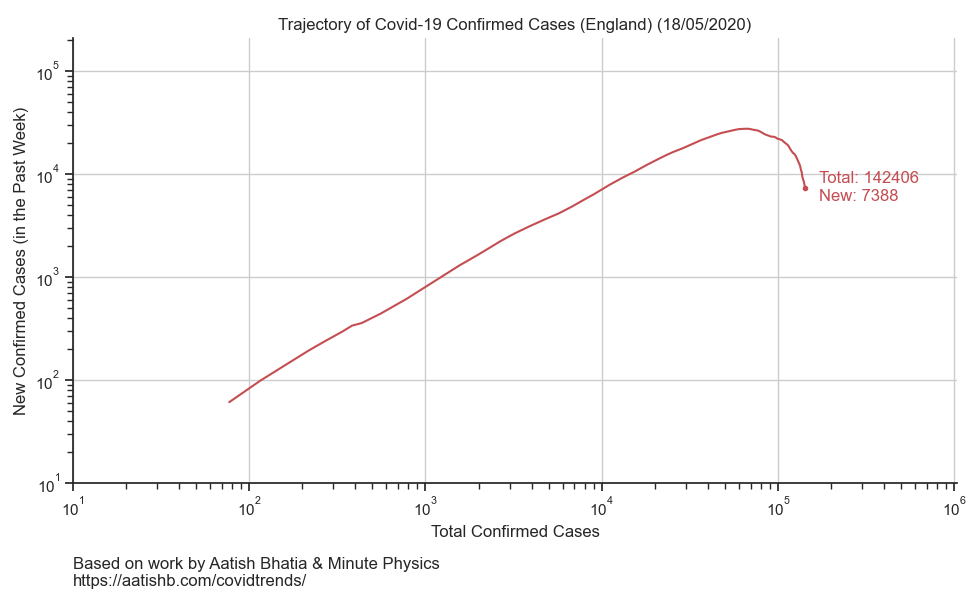 Trajectory of Covid-19 Confirmed Cases (England) (18/05/2020)
New Confirmed Cases (in the Past Week)
10^5
10^4
10^3
10^2
10^1
Total: 142406
New: 7388
10^1 10^2 10^3 10^4 10^5 10^6
Total Confirmed Cases
Based on work by Aatish Bhatia & Minute Physics
https://aatishb.com/covidtrends/